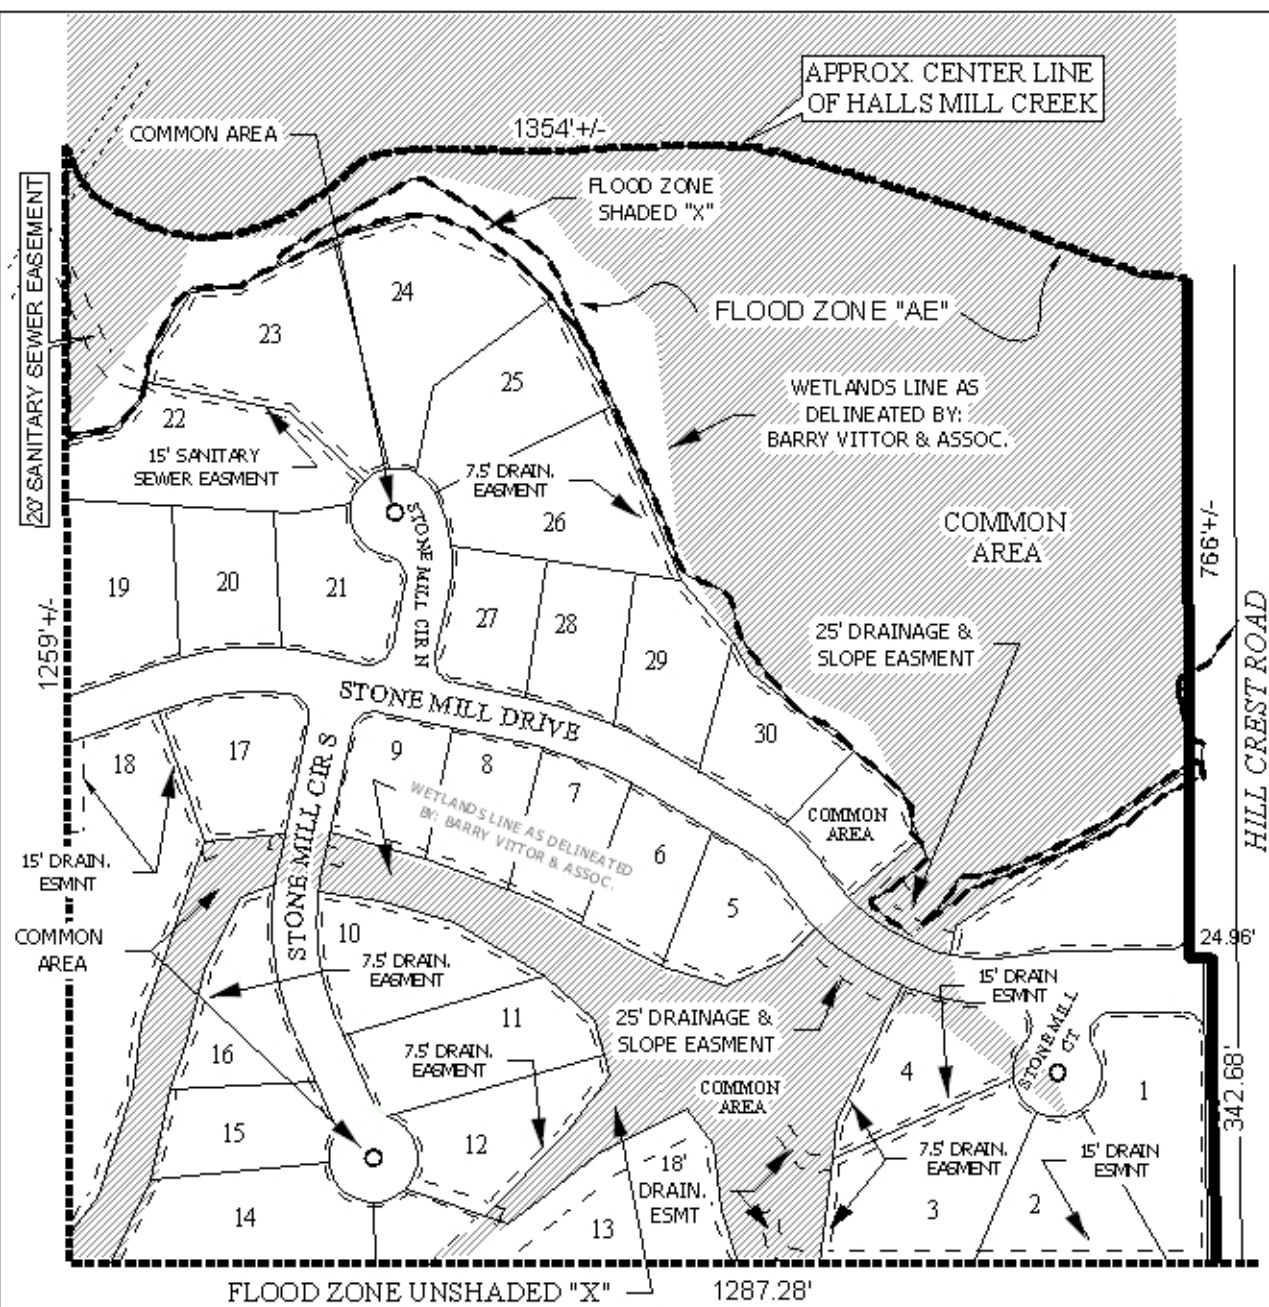 APPROX. CENTER LINE
OF HALLS MILL CREEK
1354'+/-
COMMON AREA
FLOOD ZONE
SHADED "X"
20' SANITARY SEWER EASEMENT
24
23
FLOOD ZONE "AE"
25
WETLANDS LINE AS
DELINEATED BY:
BARRY VITTOR & ASSOC.
22
15' SANITARY
SEWER EASMENT
7.5' DRAIN.
EASMENT
26
COMMON
AREA
766'+/-
STONE MILL CIR N
19
20
21
27
28
29
1259'+/-
25' DRAINAGE &
SLOPE EASMENT
HILL CREST ROAD
STONE MILL DRIVE
30
18
17
STONE MILL CIR S
9
8
7
WETLANDS LINE AS DELINEATED
BY: BARRY VITTOR & ASSOC.
COMMON
AREA
6
5
15' DRAIN.
ESMNT
COMMON
AREA
10
7.5' DRAIN.
EASMENT
24.96'
15' DRAIN
ESMNT
11
25' DRAINAGE &
SLOPE EASMENT
STONE MILL
CT
16
7.5' DRAIN.
EASMENT
4
COMMON
AREA
1
342.68'
15
12
18'
DRAIN.
ESMT
7.5' DRAIN.
EASMENT
15' DRAIN
ESMNT
14
13
3
2
FLOOD ZONE UNSHADED "X"
1287.28'